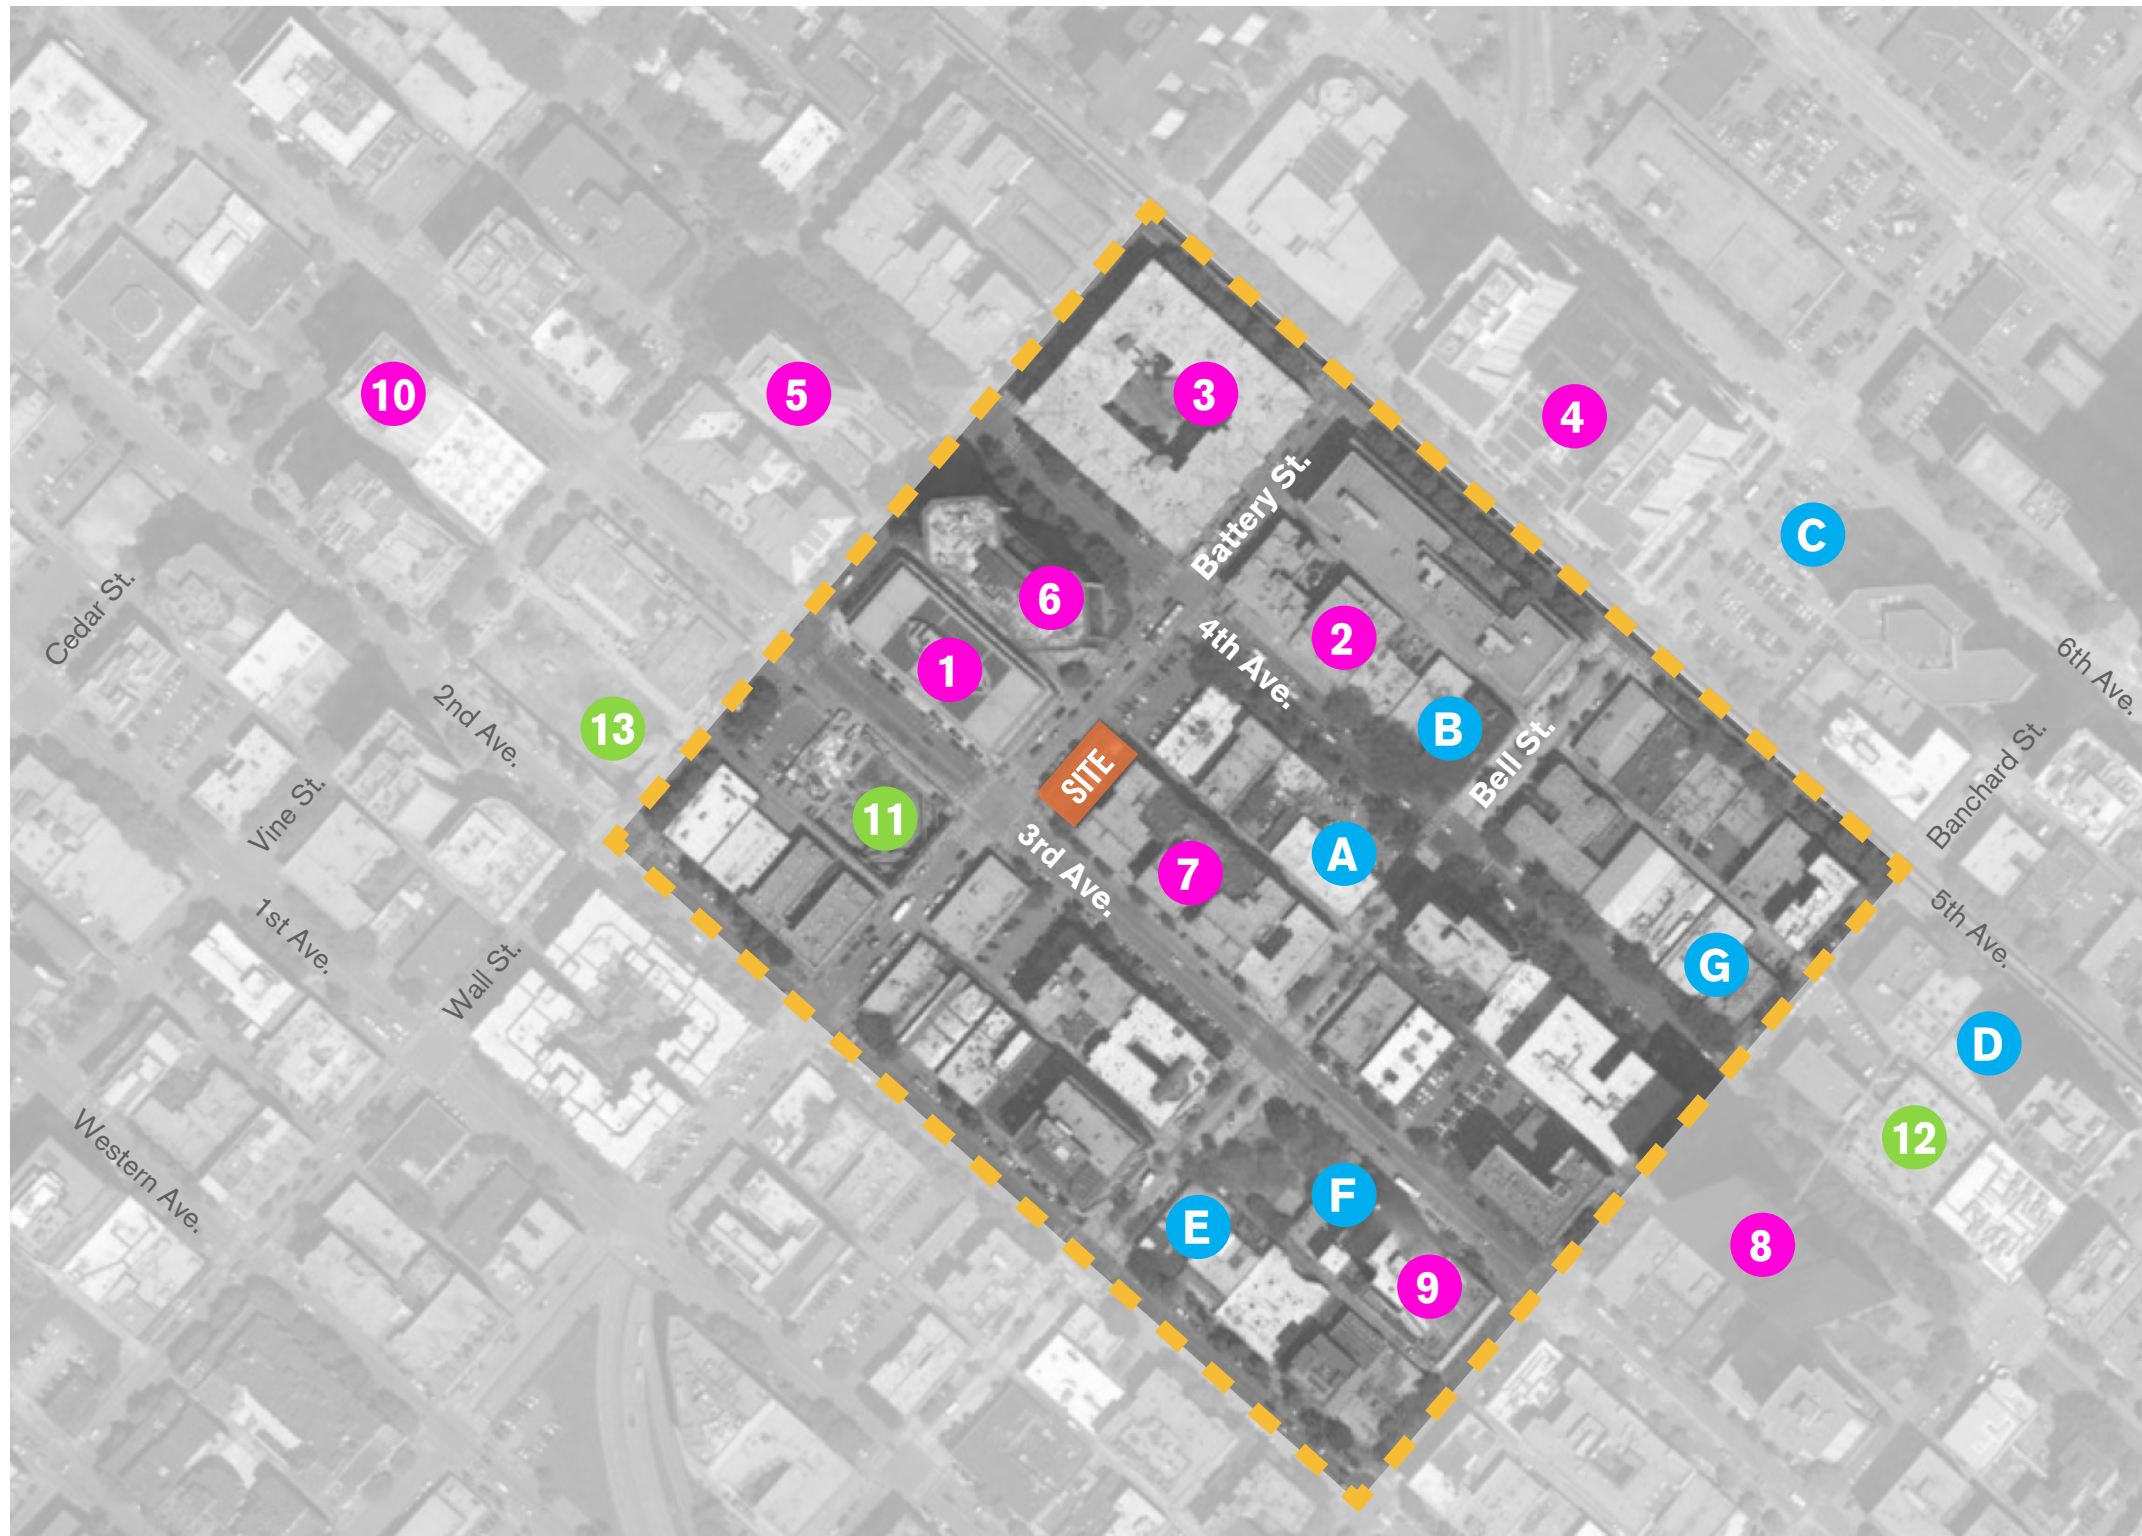 3
10
5
4
Battery St.
C
6
Cedar St.
2
4th Ave.
1
6th Ave.
2nd Ave.
13
B
Bell St.
SITE
Banchard St.
Vine St.
11
A
3rd Ave.
7
1st Ave.
5th Ave.
G
Wall St.
D
12
Western Ave.
F
E
8
9